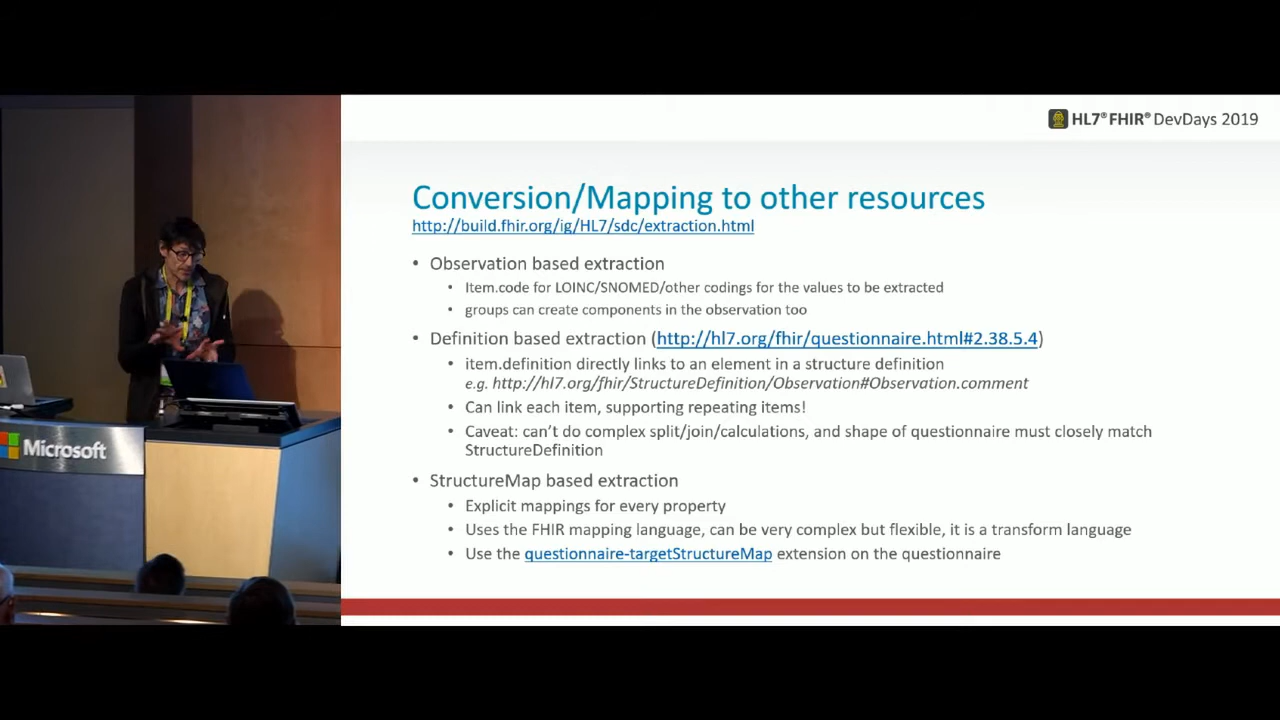 HL7® FHIR® DevDays 2019
Conversion/Mapping to other resources
http://build.fhir.org/ig/HL7/sdc/extraction.html
• Observation based extraction
• Item.code for LOINC/SNOMED/other codings for the values to be extracted
• groups can create components in the observation too
• Definition based extraction (http://hl7.org/fhir/questionnaire.html#2.38.5.4)
• item.definition directly links to an element in a structure definition
e.g. http://hl7.org/fhir/StructureDefinition/Observation#Observation.comment
• Can link each item, supporting repeating items!
• Caveat: can't do complex split/join/calculations, and shape of questionnaire must closely match
StructureDefinition
• StructureMap based extraction
• Explicit mappings for every property
• Uses the FHIR mapping language, can be very complex but flexible, it is a transform language
• Use the questionnaire-targetStructureMap extension on the questionnaire
Microsoft